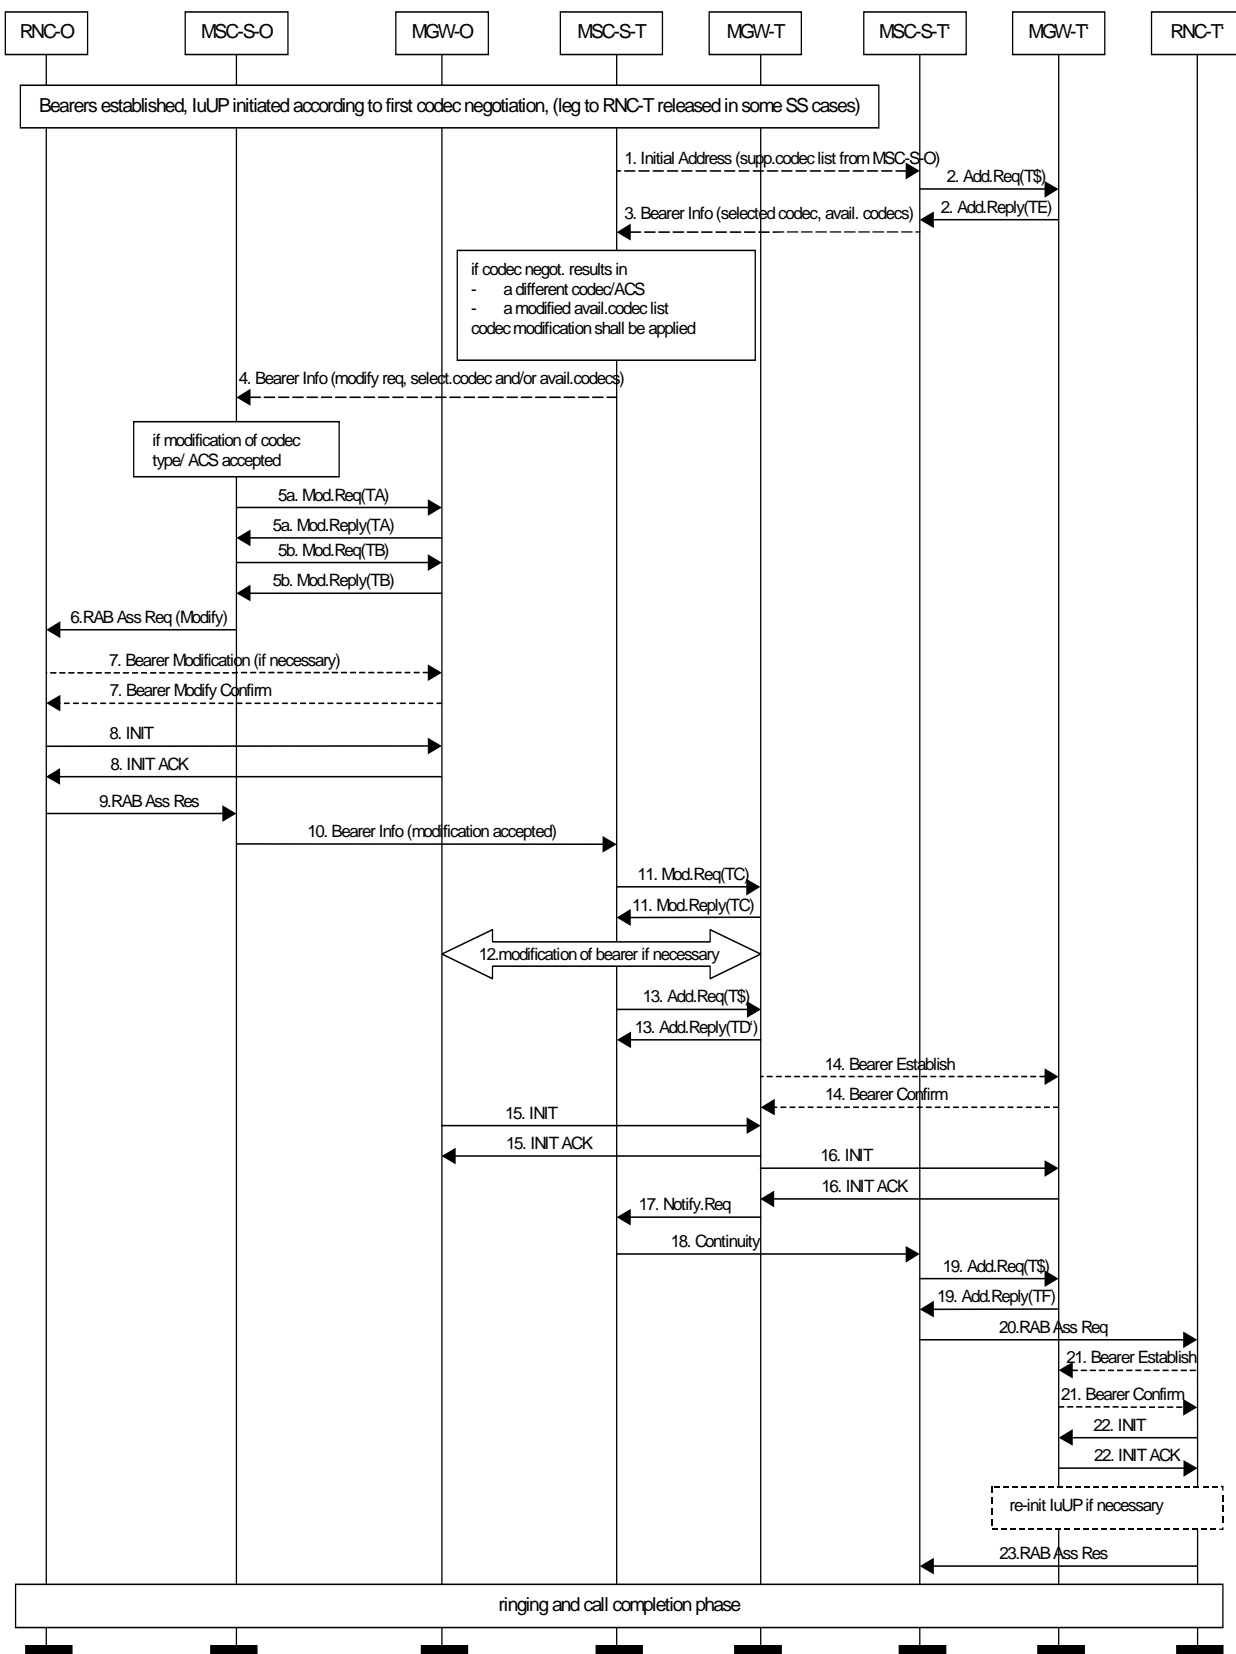 RNC-O
MSC-S-O
MGW-O
MSC-S-T
MGW-T
MSC-S-T'
MGW-T'
RNC-T'
Bearers established, IuUP initiated according to first codec negotiation, (leg to RNC-T released in some SS cases)
1. Initial Address (supp.codec list from MSC-S-O)
2. Add.Req(T$)
2. Add.Reply(TE)
3. Bearer Info (selected codec, avail. codecs)
if codec negot. results in
- a different codec/ACS
- a modified avail.codec list
codec modification shall be applied
4. Bearer Info (modify req, select.codec and/or avail.codecs)
if modification of codec
type/ ACS accepted
5a. Mod.Req(TA)
5a. Mod.Reply(TA)
5b. Mod.Req(TB)
5b. Mod.Reply(TB)
6.RAB Ass Req (Modify)
7. Bearer Modification (if necessary)
7. Bearer Modify Confirm
8. INIT
8. INIT ACK
9.RAB Ass Res
10. Bearer Info (modification accepted)
11. Mod.Req(TC)
11. Mod.Reply(TC)
12.modification of bearer if necessary
13. Add.Req(T$)
13. Add.Reply(TD')
14. Bearer Establish
14. Bearer Confirm
15. INIT
15. INIT ACK
16. INIT
16. INIT ACK
17. Notify.Req
18. Continuity
19. Add.Req(T$)
19. Add.Reply(TF)
20.RAB Ass Req
21. Bearer Establish
21. Bearer Confirm
22. INIT
22. INIT ACK
re-init IuUP if necessary
23.RAB Ass Res
ringing and call completion phase